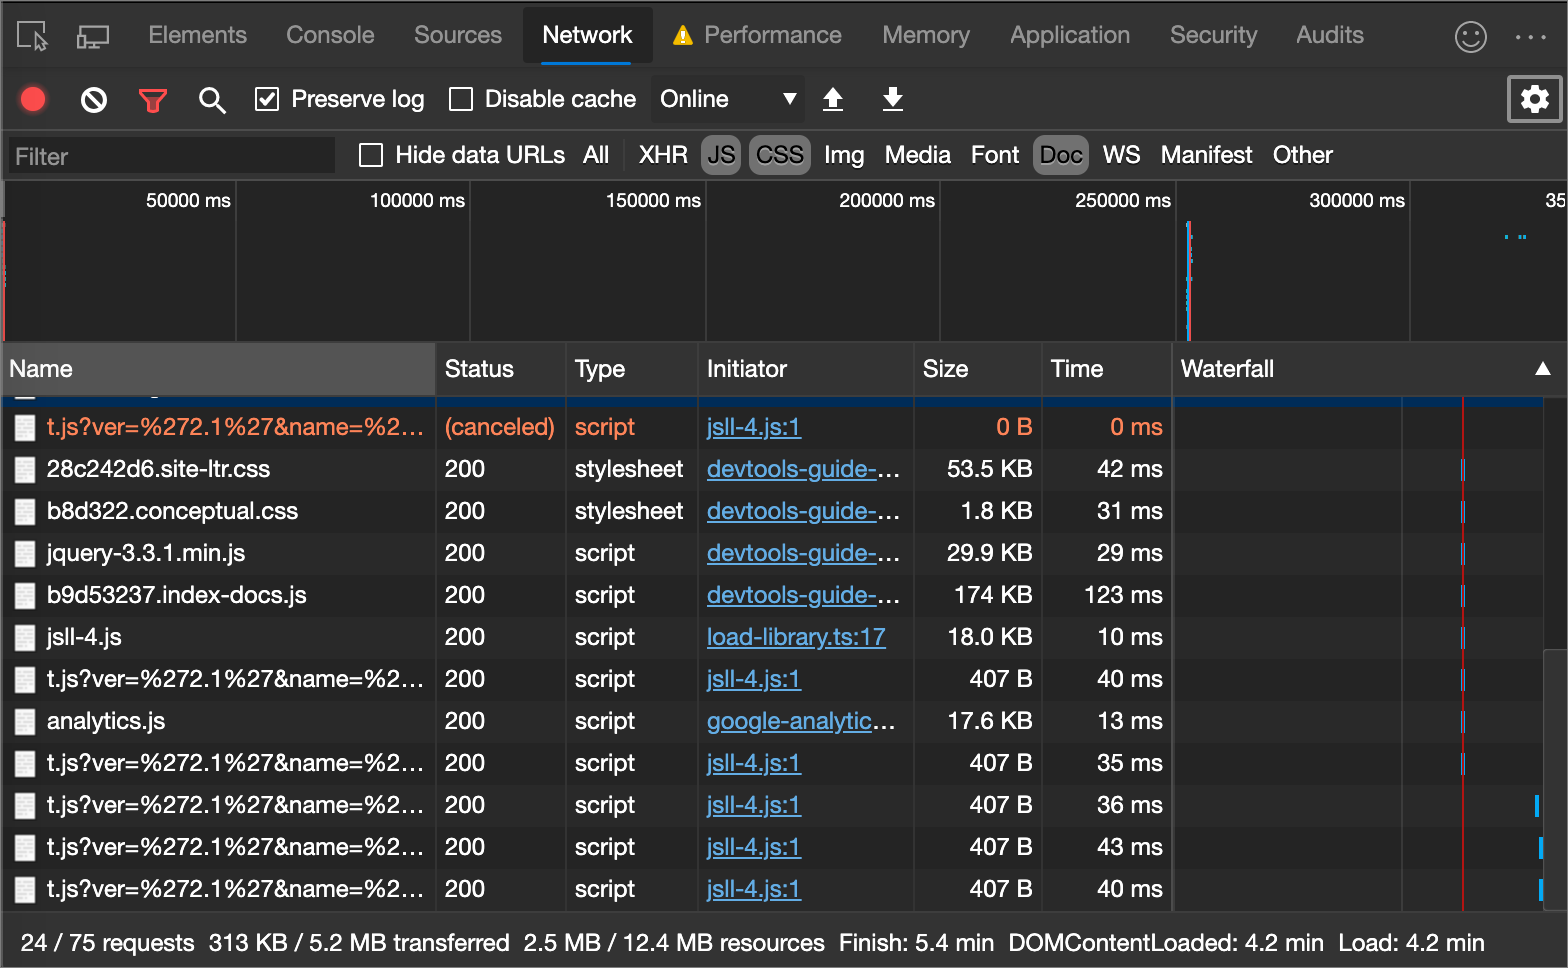 Elements Console Sources Network Performance Memory Application Security Audits
Preserve log Disable cache Online
Filter Hide data URLs All XHR JS CSS Img Media Font Doc WS Manifest Other
50000 ms 100000 ms 150000 ms 200000 ms 250000 ms 300000 ms 35
Name Status Type Initiator Size Time Waterfall
t.js?ver=%272.1%27&name=%2... (canceled) script jsll-4.js:1 0 B 0 ms
28c242d6.site-ltr.css 200 stylesheet devtools-guide-... 53.5 KB 42 ms
b8d322.conceptual.css 200 stylesheet devtools-guide-... 1.8 KB 31 ms
jquery-3.3.1.min.js 200 script devtools-guide-... 29.9 KB 29 ms
b9d53237.index-docs.js 200 script devtools-guide-... 174 KB 123 ms
jsll-4.js 200 script load-library.ts:17 18.0 KB 10 ms
t.js?ver=%272.1%27&name=%2... 200 script jsll-4.js:1 407 B 40 ms
analytics.js 200 script google-analytic... 17.6 KB 13 ms
t.js?ver=%272.1%27&name=%2... 200 script jsll-4.js:1 407 B 35 ms
t.js?ver=%272.1%27&name=%2... 200 script jsll-4.js:1 407 B 36 ms
t.js?ver=%272.1%27&name=%2... 200 script jsll-4.js:1 407 B 43 ms
t.js?ver=%272.1%27&name=%2... 200 script jsll-4.js:1 407 B 40 ms
24 / 75 requests 313 KB / 5.2 MB transferred 2.5 MB / 12.4 MB resources Finish: 5.4 min DOMContentLoaded: 4.2 min Load: 4.2 min